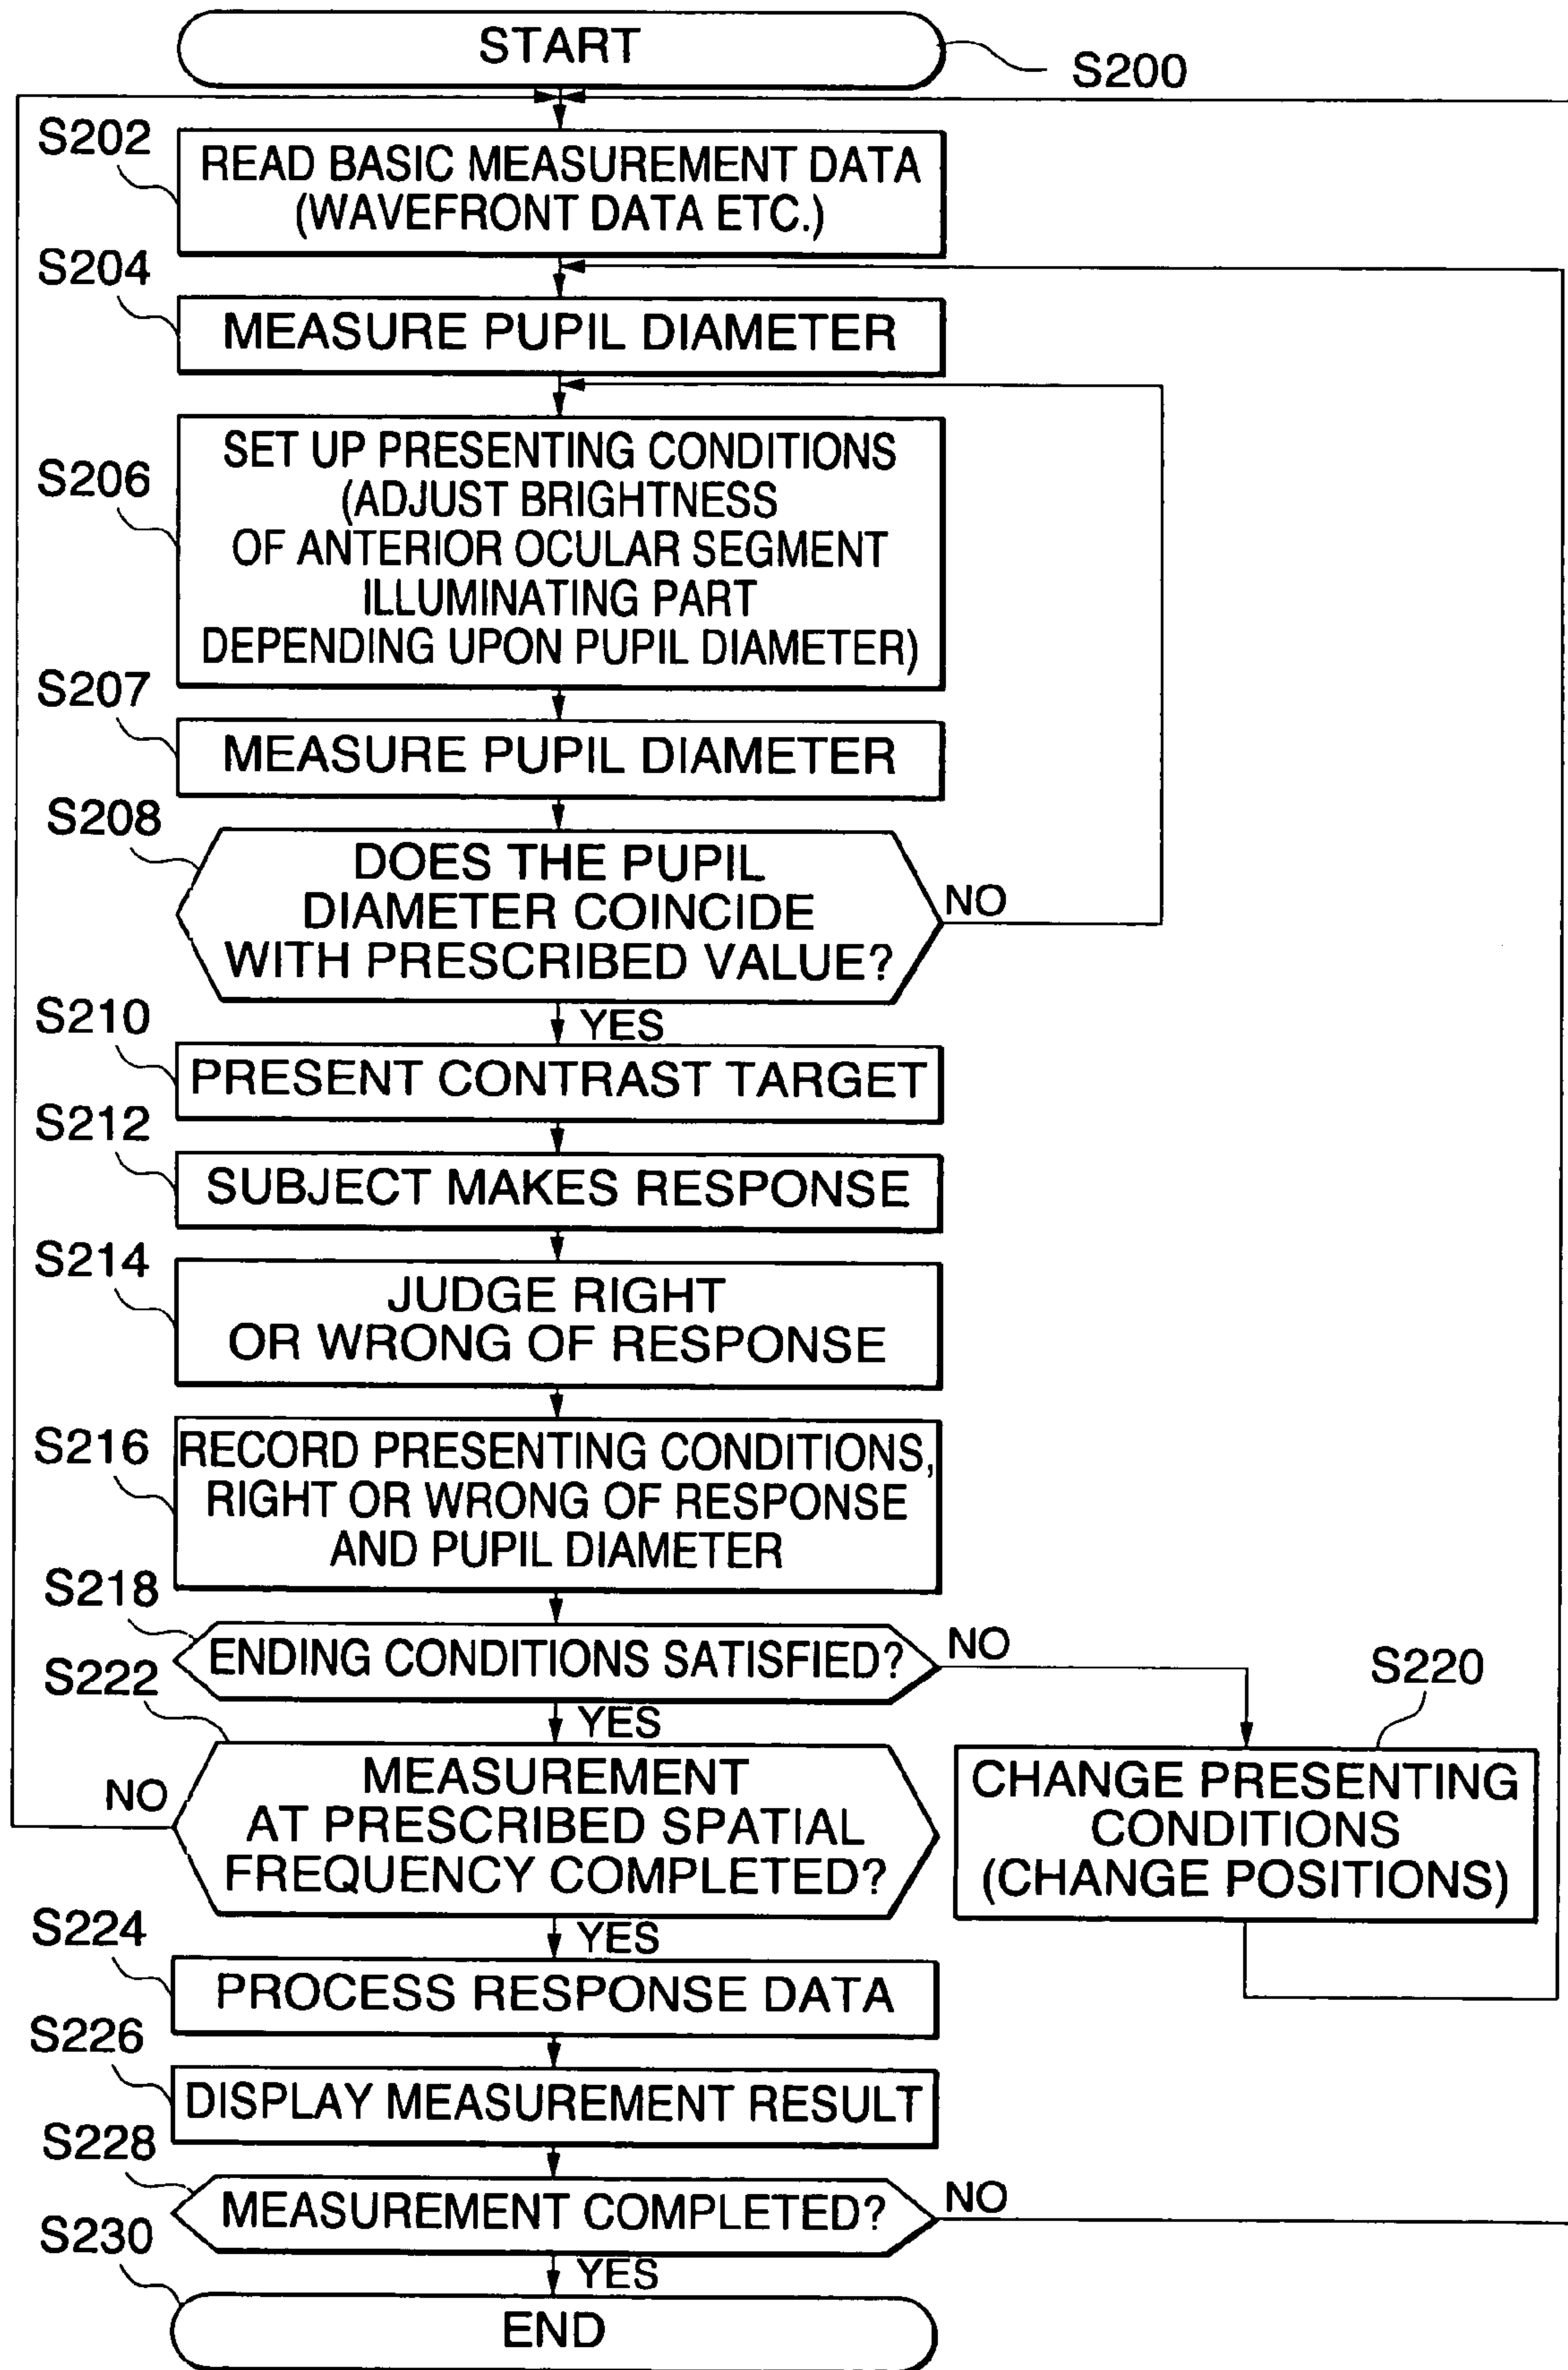 START
S200
S202
READ BASIC MEASUREMENT DATA
(WAVEFRONT DATA ETC.)
S204
MEASURE PUPIL DIAMETER
S206
SET UP PRESENTING CONDITIONS
(ADJUST BRIGHTNESS
OF ANTERIOR OCULAR SEGMENT
ILLUMINATING PART
DEPENDING UPON PUPIL DIAMETER)
S207
MEASURE PUPIL DIAMETER
S208
DOES THE PUPIL
DIAMETER COINCIDE
WITH PRESCRIBED VALUE?
NO
YES
S210
PRESENT CONTRAST TARGET
S212
SUBJECT MAKES RESPONSE
S214
JUDGE RIGHT
OR WRONG OF RESPONSE
S216
RECORD PRESENTING CONDITIONS,
RIGHT OR WRONG OF RESPONSE
AND PUPIL DIAMETER
S218
ENDING CONDITIONS SATISFIED?
NO
YES
S220
CHANGE PRESENTING
CONDITIONS
(CHANGE POSITIONS)
S222
MEASUREMENT
AT PRESCRIBED SPATIAL
FREQUENCY COMPLETED?
NO
YES
S224
PROCESS RESPONSE DATA
S226
DISPLAY MEASUREMENT RESULT
S228
MEASUREMENT COMPLETED?
NO
YES
S230
END